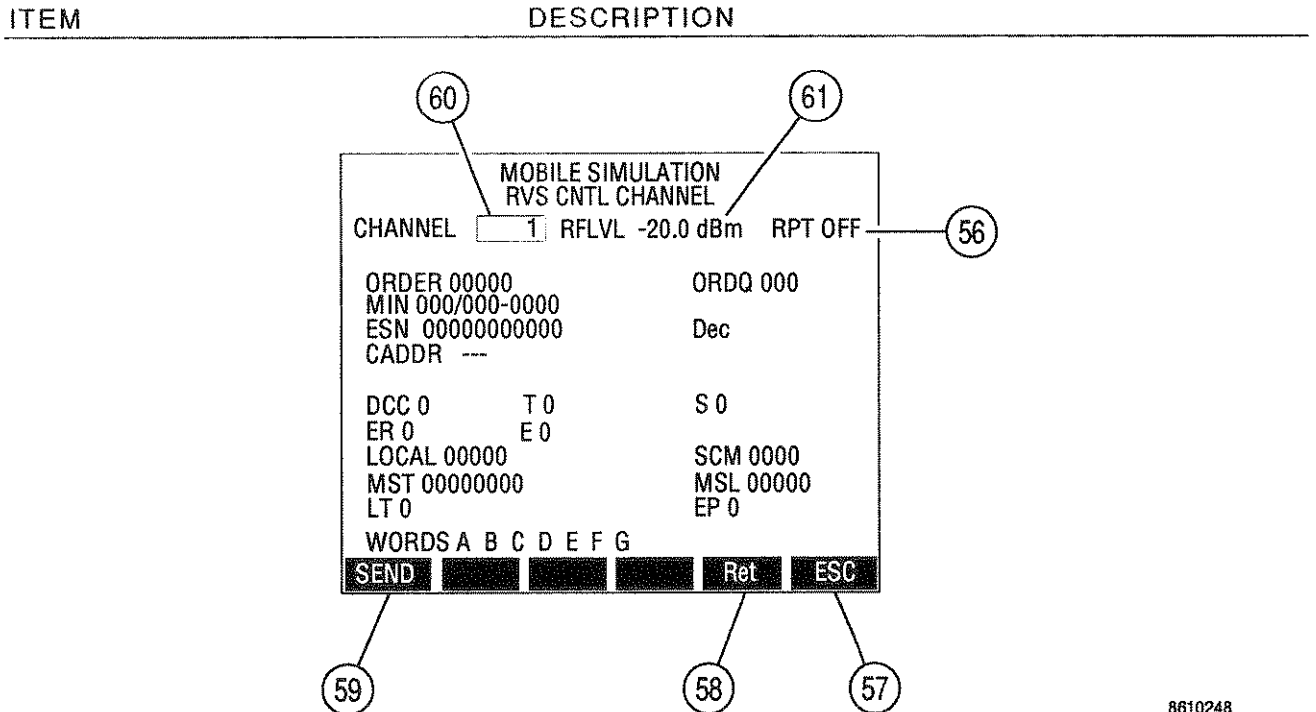 ITEM DESCRIPTION
60 61
MOBILE SIMULATION
RVS CNTL CHANNEL
CHANNEL 1 RFLVL -20.0 dBm RPT OFF 56
ORDER 00000 ORDQ 000
MIN 000/000-0000
ESN 00000000000 Dec
CADDR ---
DCC 0 T 0 S 0
ER 0 E 0
LOCAL 00000 SCM 0000
MST 00000000 MSL 00000
LT 0 EP 0
WORDS A B C D E F G
SEND Ret ESC
59 58 57
8610248